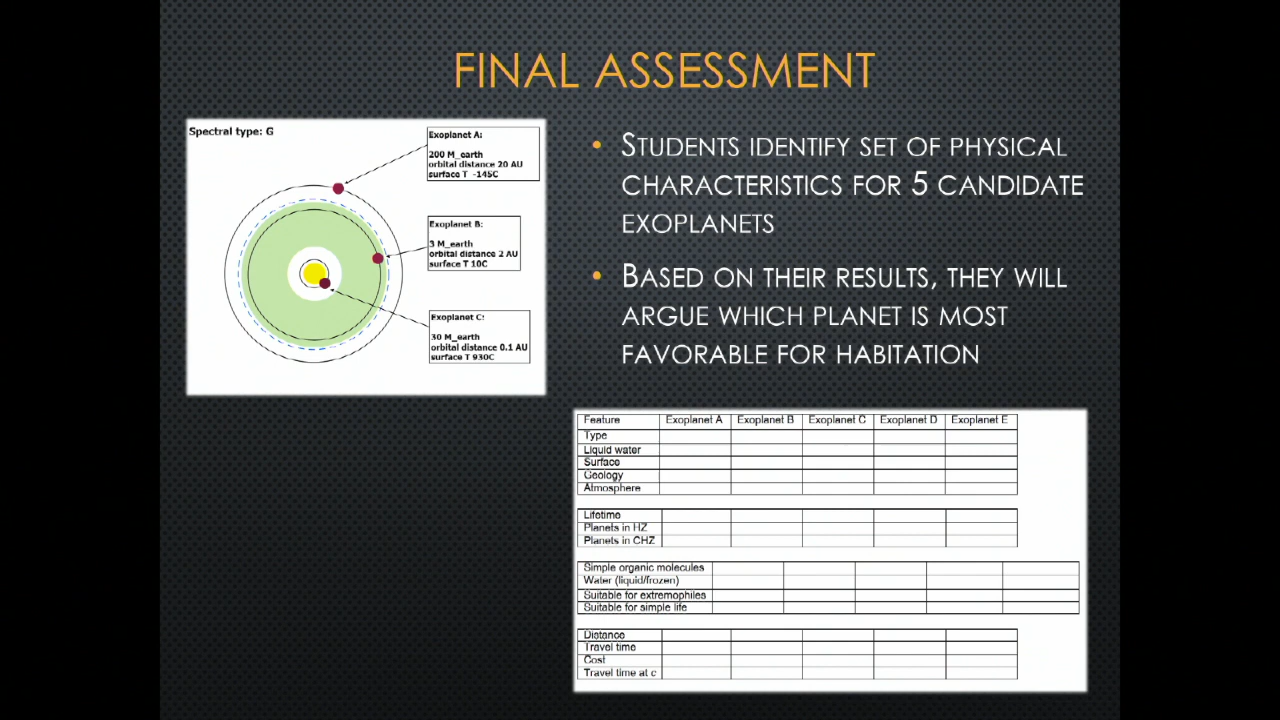 FINAL ASSESSMENT
Spectral type: G
Exoplanet A:
200 M_earth
orbital distance 20 AU
surface T -145C
Exoplanet B:
3 M_earth
orbital distance 2 AU
surface T 10C
Exoplanet C:
30 M_earth
orbital distance 0.1 AU
surface T 930C
• STUDENTS IDENTIFY SET OF PHYSICAL
CHARACTERISTICS FOR 5 CANDIDATE
EXOPLANETS
• BASED ON THEIR RESULTS, THEY WILL
ARGUE WHICH PLANET IS MOST
FAVORABLE FOR HABITATION
Feature Exoplanet A Exoplanet B Exoplanet C Exoplanet D Exoplanet E
Type
Liquid water
Surface
Geology
Atmosphere
Lifetime
Planets in HZ
Planets in CHZ
Simple organic molecules
Water (liquid/frozen)
Suitable for extremophiles
Suitable for simple life
Distance
Travel time
Cost
Travel time at c